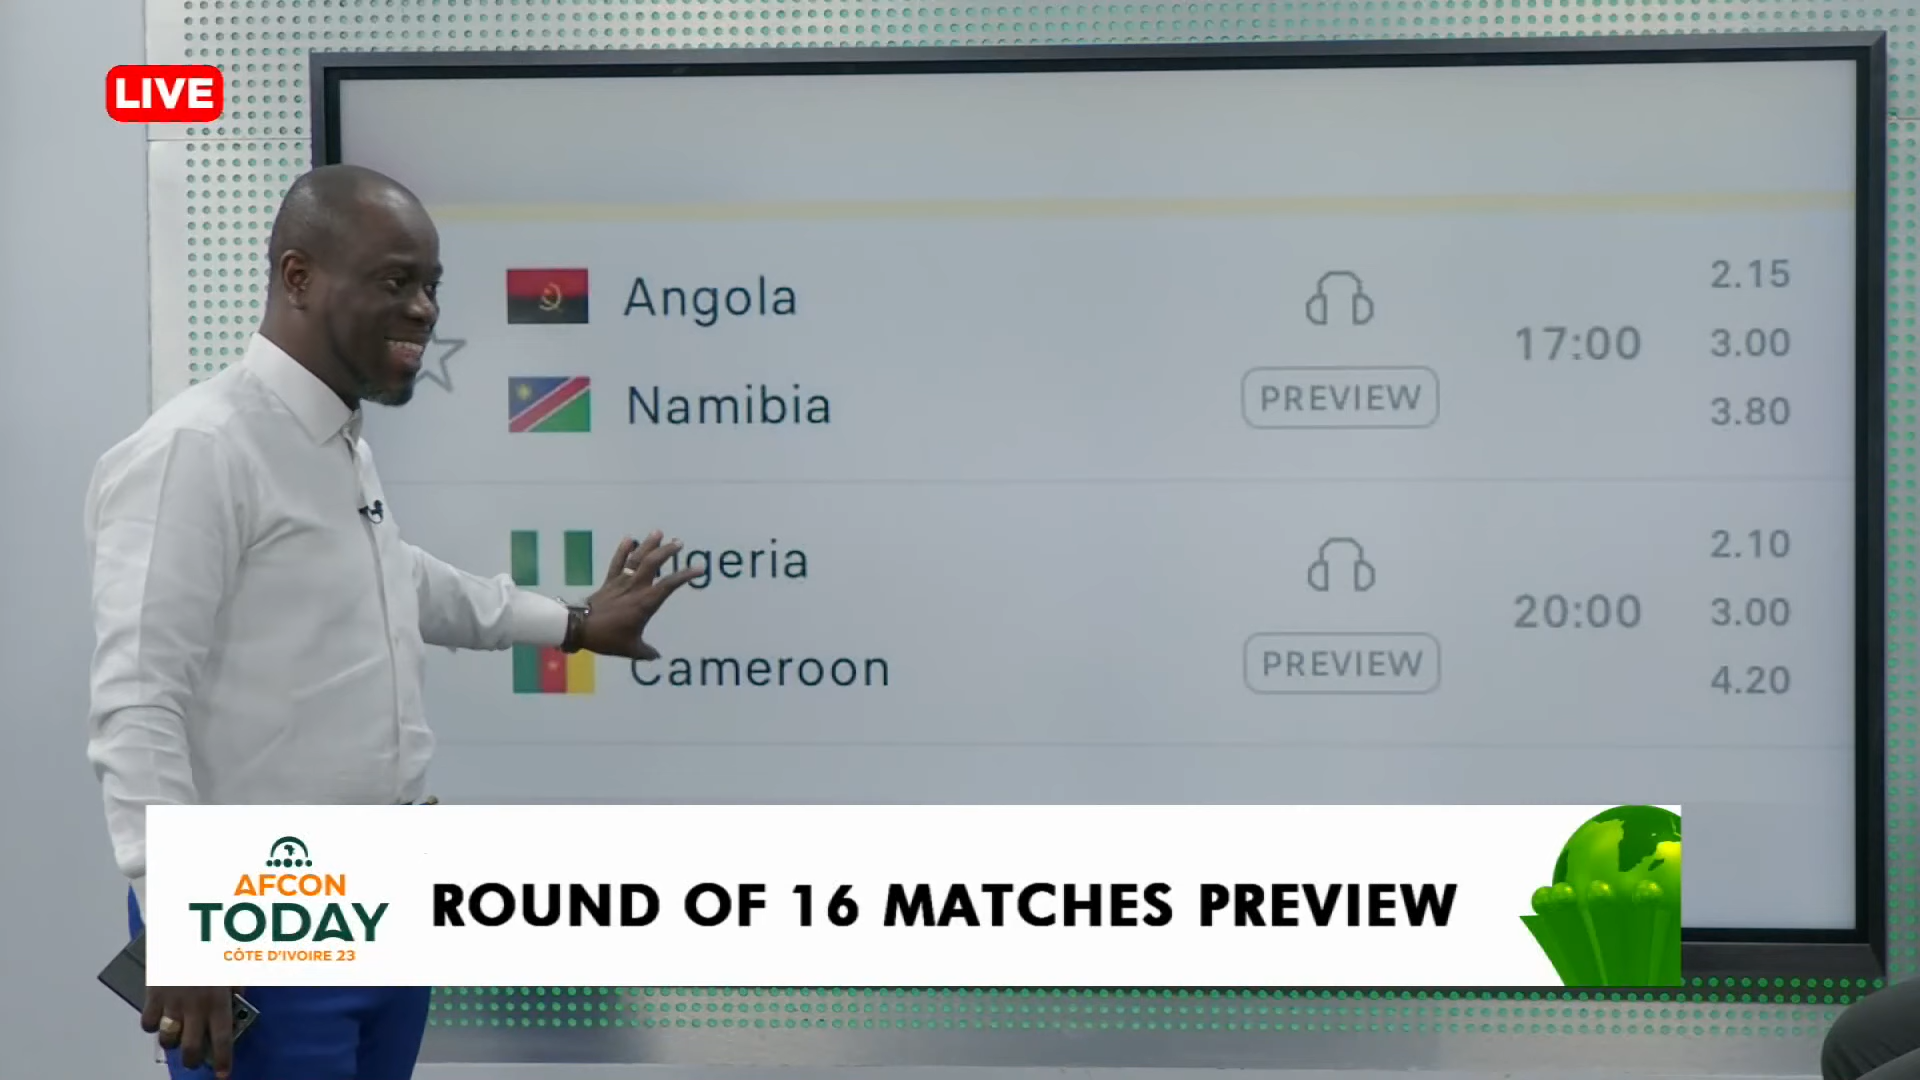 LIVE
Angola
Namibia
PREVIEW
17:00
2.15
3.00
3.80
Nigeria
Cameroon
PREVIEW
20:00
2.10
3.00
4.20
AFCON
TODAY
CÔTE D'IVOIRE 23
ROUND OF 16 MATCHES PREVIEW